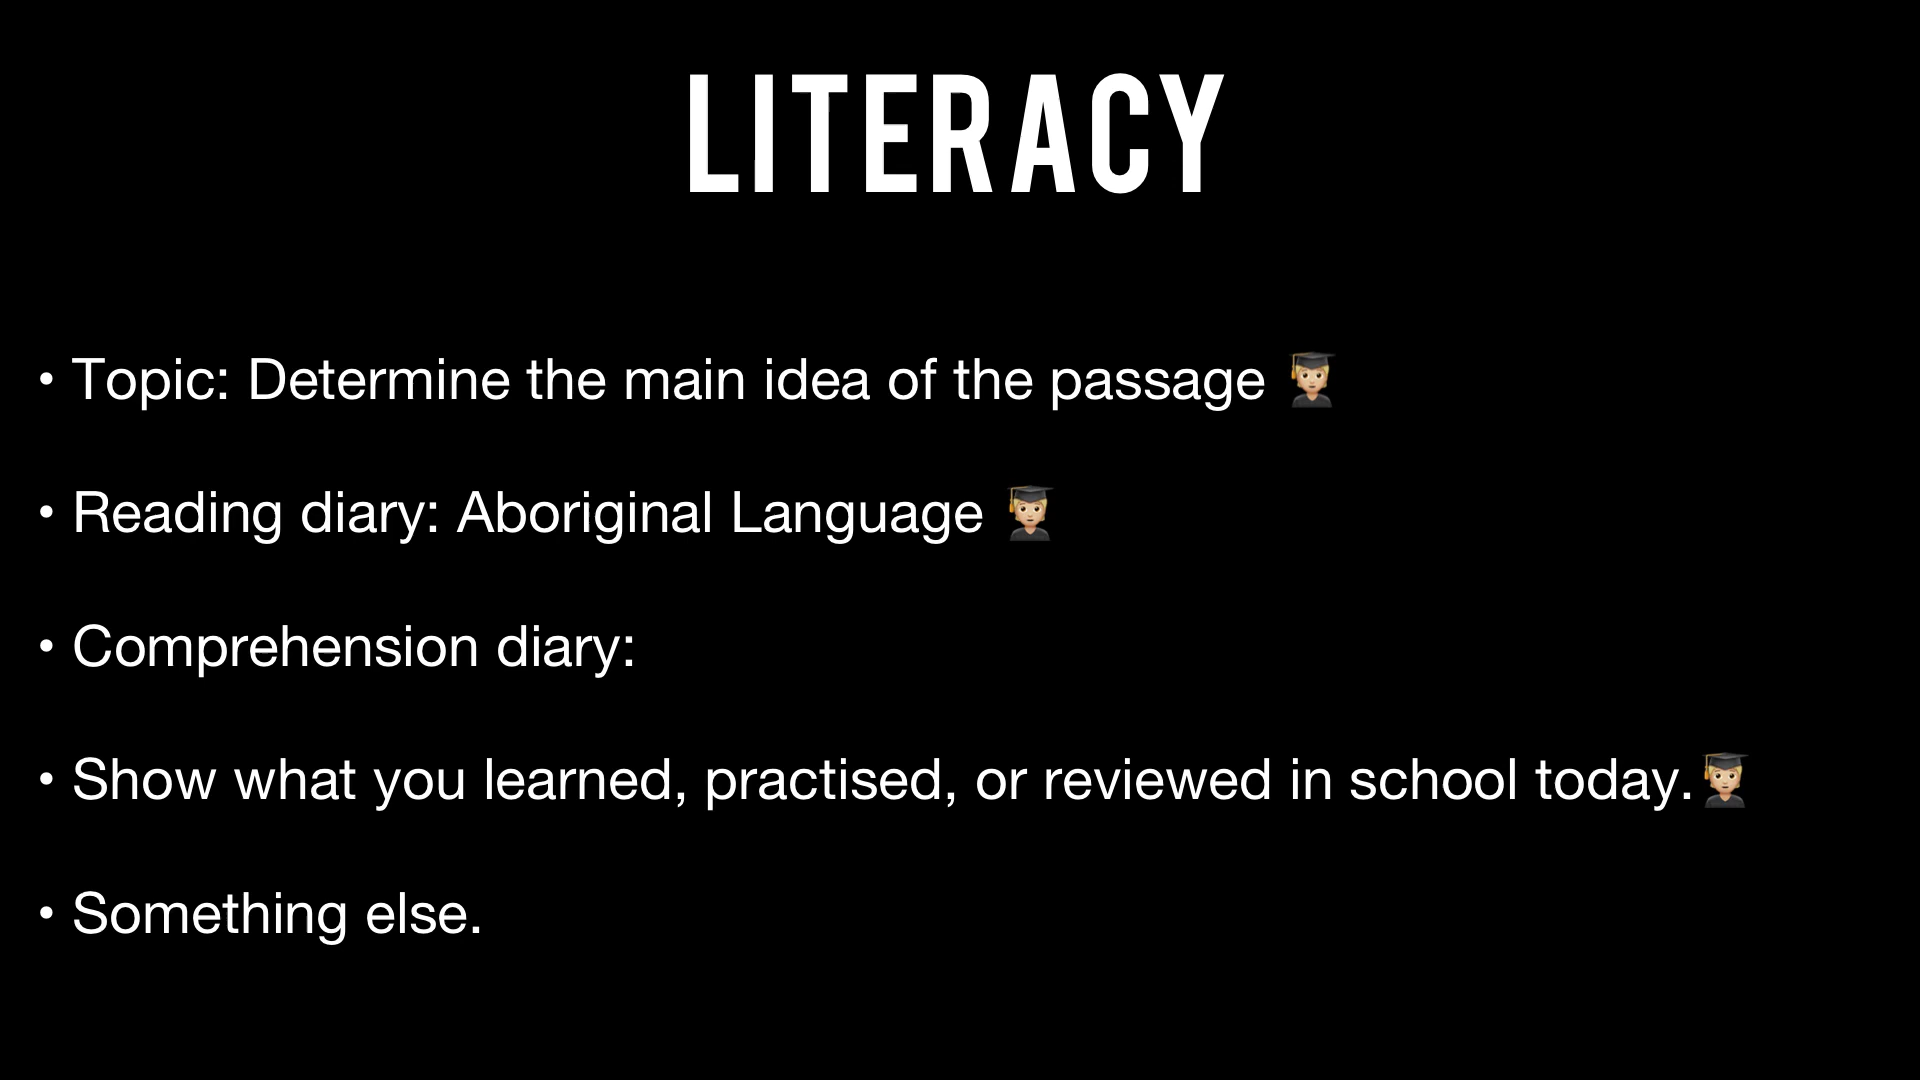 LITERACY
• Topic: Determine the main idea of the passage 🧑🏼‍🎓
• Reading diary: Aboriginal Language 🧑🏼‍🎓
• Comprehension diary:
• Show what you learned, practised, or reviewed in school today.🧑🏼‍🎓
• Something else.